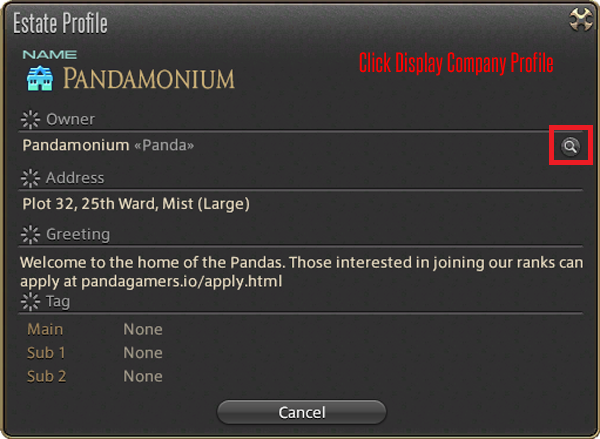 Estate Profile
NAME
PANDAMONIUM
Click Display Company Profile
Owner
Pandamonium «Panda»
Address
Plot 32, 25th Ward, Mist (Large)
Greeting
Welcome to the home of the Pandas. Those interested in joining our ranks can
apply at pandagamers.io/apply.html
Tag
Main None
Sub 1 None
Sub 2 None
Cancel